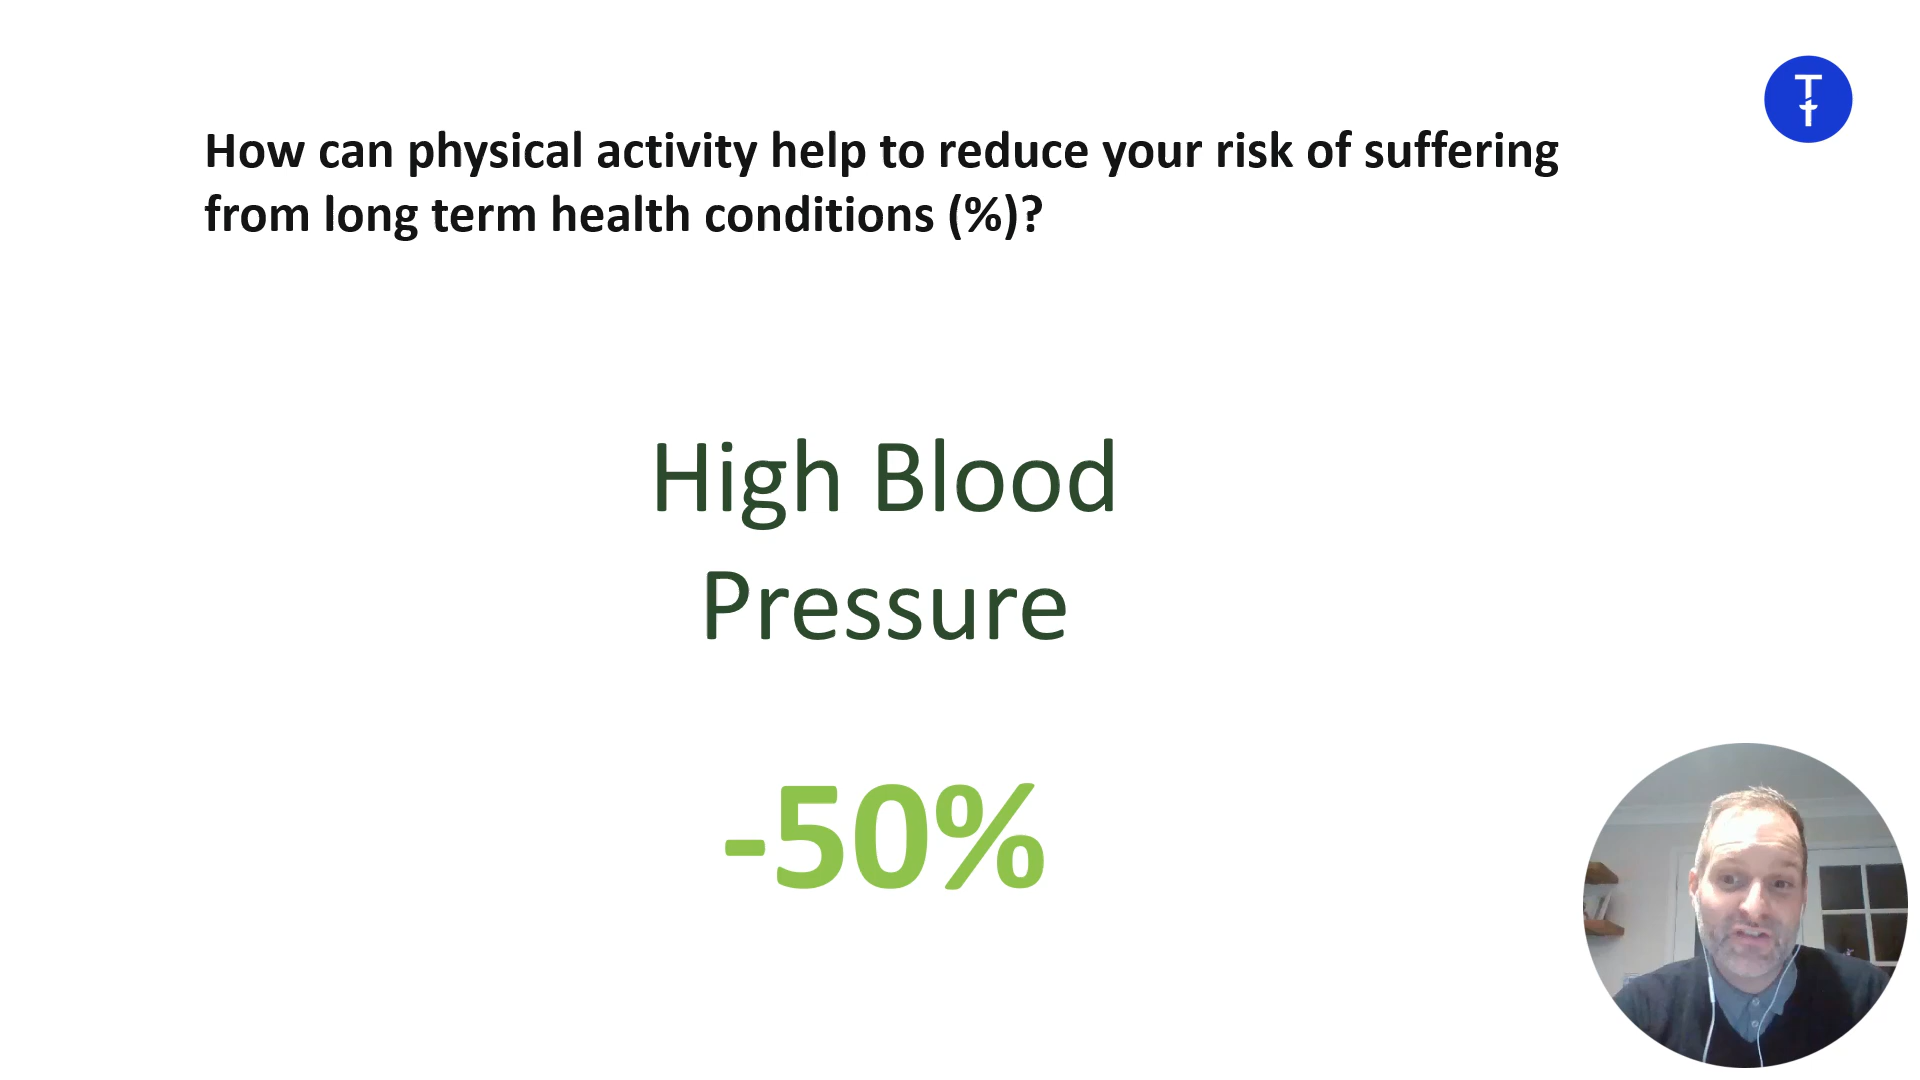 How can physical activity help to reduce your risk of suffering
from long term health conditions (%)?
High Blood
Pressure
-50%